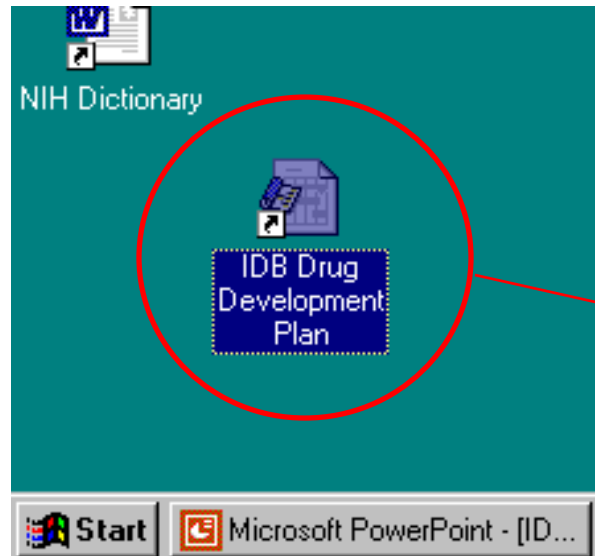 W
NIH Dictionary
IDB Drug
Development
Plan
Start
Microsoft PowerPoint - [ID...